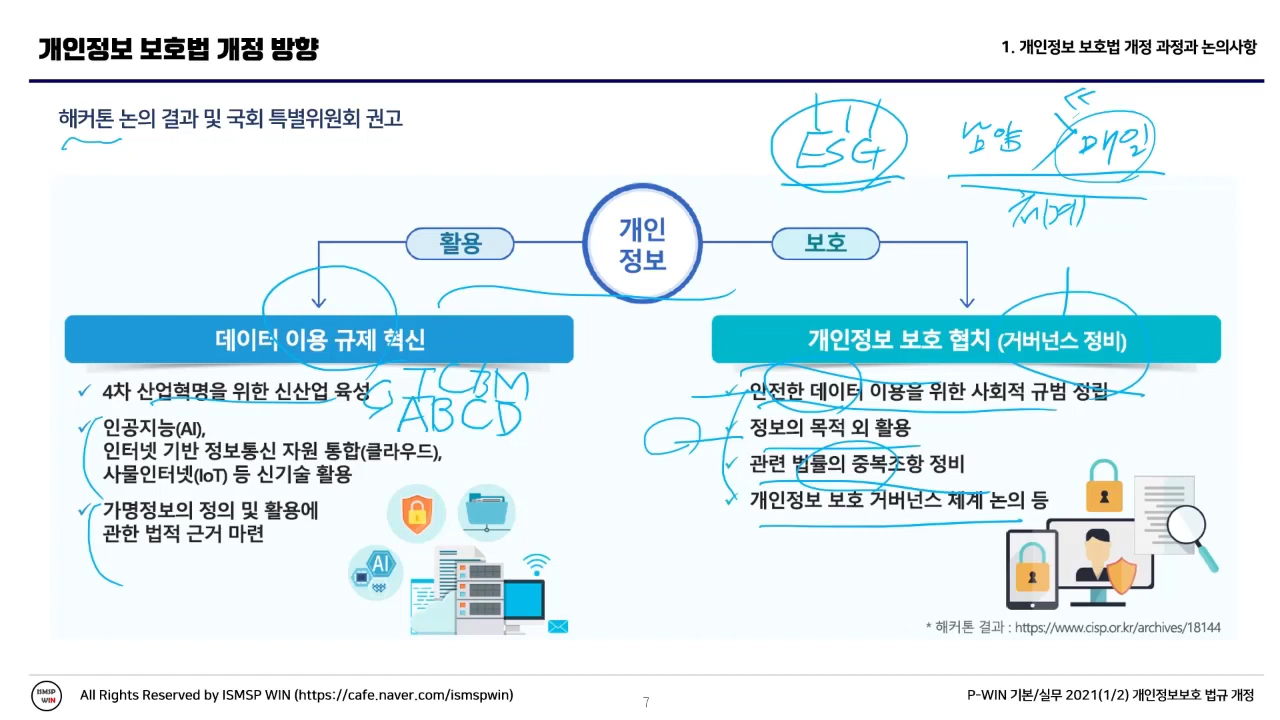 개인정보 보호법 개정 방향
1. 개인정보 보호법 개정 과정과 논의사항
해커톤 논의 결과 및 국회 특별위원회 권고
ESG
남양
매일
체계
개인
정보
활용
보호
데이터 이용 규제 혁신
4차 산업혁명을 위한 신산업 육성
ICBM
ABCD
인공지능(AI),
인터넷 기반 정보통신 자원 통합(클라우드),
사물인터넷(IoT) 등 신기술 활용
가명정보의 정의 및 활용에
관한 법적 근거 마련
AI
개인정보 보호 협치 (거버넌스 정비)
안전한 데이터 이용을 위한 사회적 규범 정립
정보의 목적 외 활용
관련 법률의 중복조항 정비
개인정보 보호 거버넌스 체계 논의 등
* 해커톤 결과 : https://www.cisp.or.kr/archives/18144
ISMSP
WIN
All Rights Reserved by ISMSP WIN (https://cafe.naver.com/ismspwin)
7
P-WIN 기본/실무 2021(1/2) 개인정보보호 법규 개정